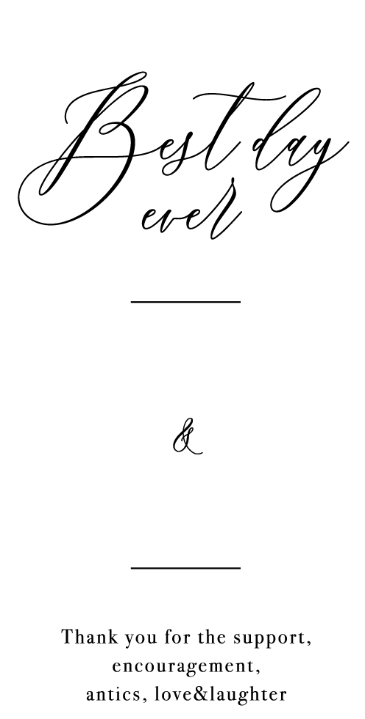 Best day
ever
&
Thank you for the support,
encouragement,
antics, love&laughter